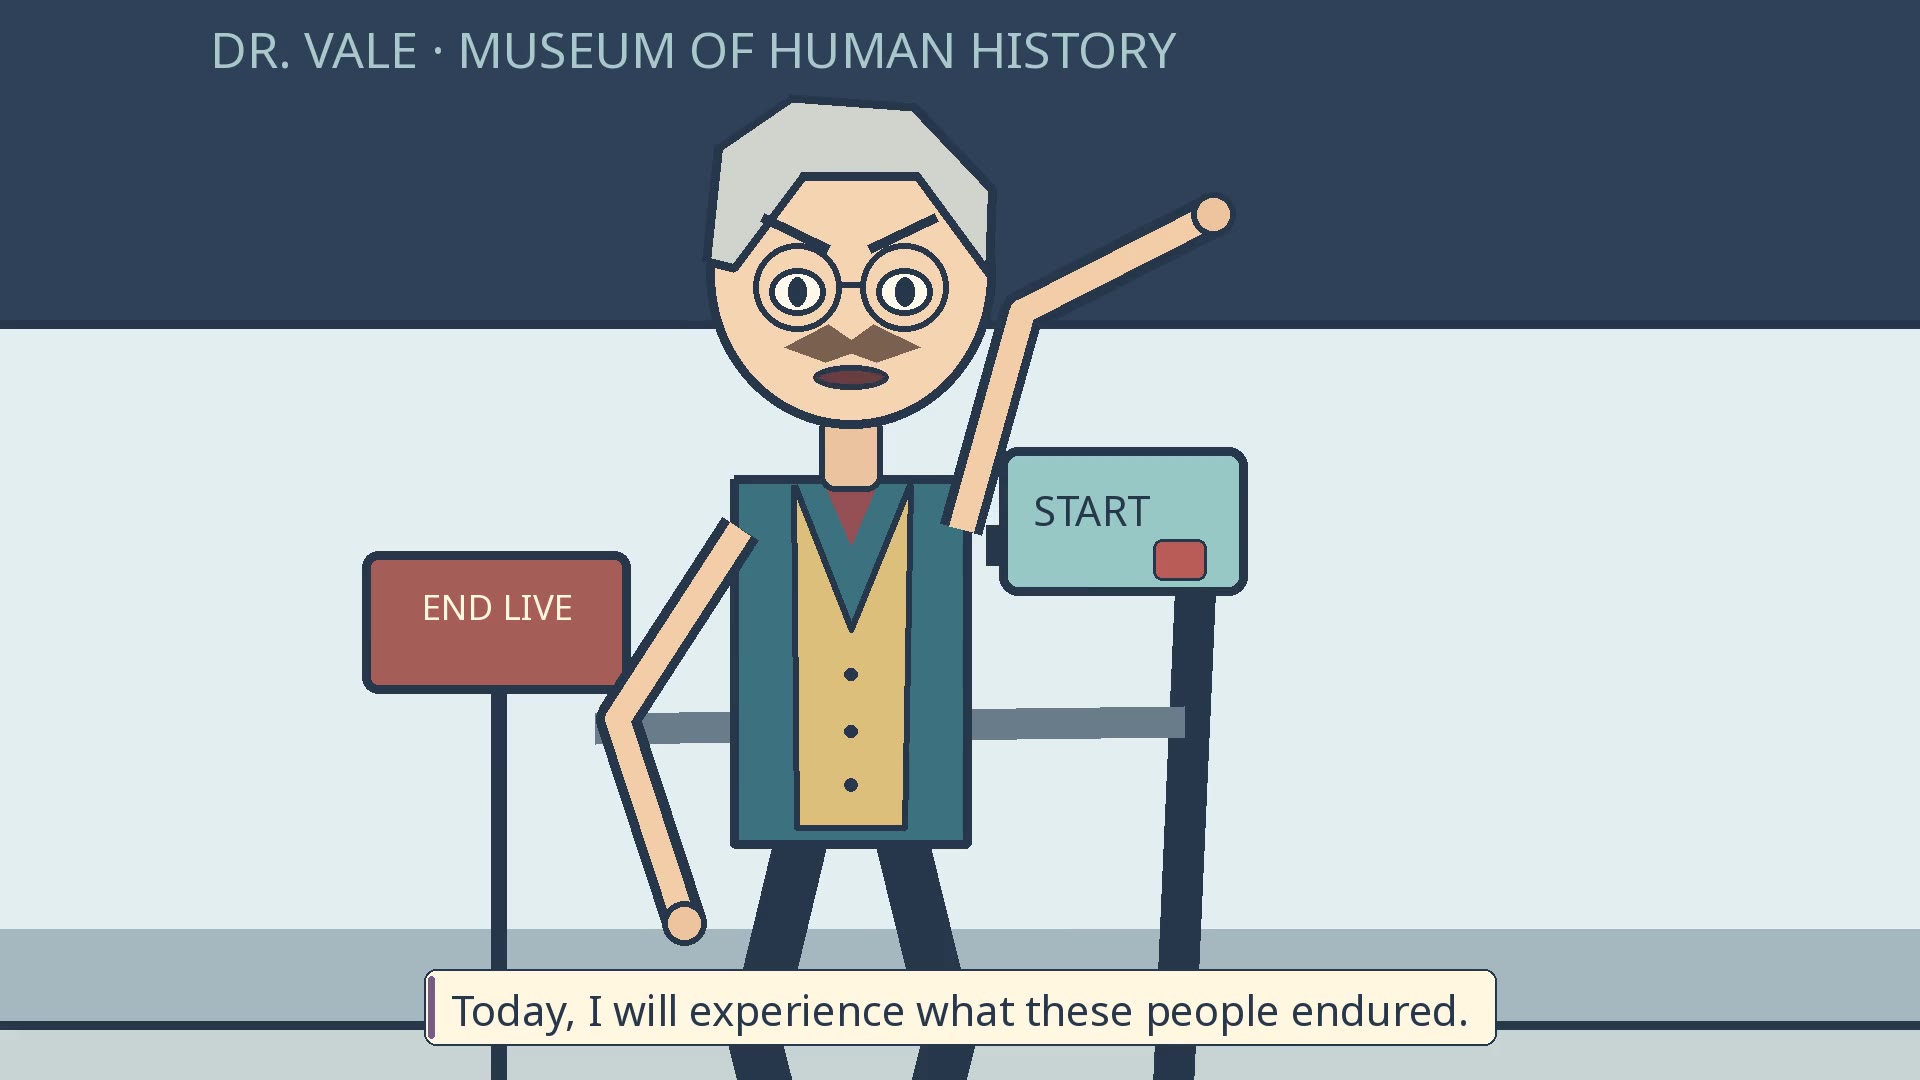 DR. VALE · MUSEUM OF HUMAN HISTORY
START
END LIVE
Today, I will experience what these people endured.